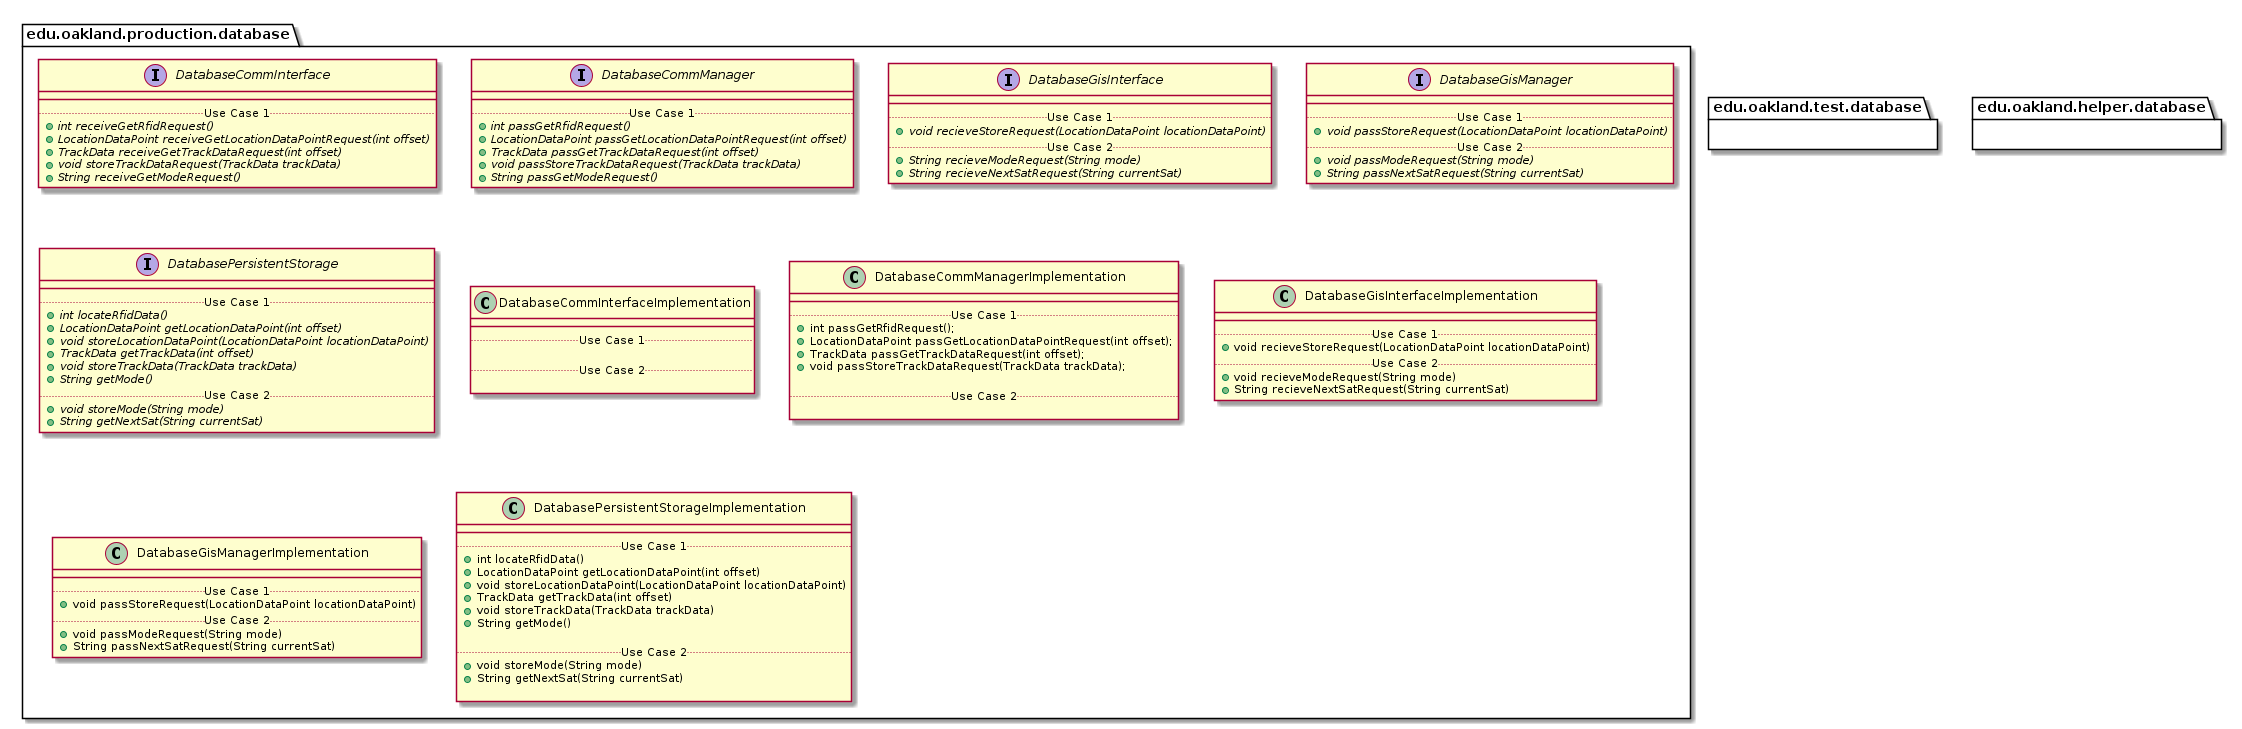 edu.oakland.production.database
I DatabaseCommInterface
Use Case 1
int receiveGetRfidRequest()
LocationDataPoint receiveGetLocationDataPointRequest(int offset)
TrackData receiveGetTrackDataRequest(int offset)
void storeTrackDataRequest(TrackData trackData)
String receiveGetModeRequest()
I DatabaseCommManager
Use Case 1
int passGetRfidRequest()
LocationDataPoint passGetLocationDataPointRequest(int offset)
TrackData passGetTrackDataRequest(int offset)
void passStoreTrackDataRequest(TrackData trackData)
String passGetModeRequest()
I DatabaseGisInterface
Use Case 1
void recieveStoreRequest(LocationDataPoint locationDataPoint)
Use Case 2
String recieveModeRequest(String mode)
String recieveNextSatRequest(String currentSat)
I DatabaseGisManager
Use Case 1
void passStoreRequest(LocationDataPoint locationDataPoint)
Use Case 2
void passModeRequest(String mode)
String passNextSatRequest(String currentSat)
edu.oakland.test.database
edu.oakland.helper.database
I DatabasePersistentStorage
Use Case 1
int locateRfidData()
LocationDataPoint getLocationDataPoint(int offset)
void storeLocationDataPoint(LocationDataPoint locationDataPoint)
TrackData getTrackData(int offset)
void storeTrackData(TrackData trackData)
String getMode()
Use Case 2
void storeMode(String mode)
String getNextSat(String currentSat)
C DatabaseCommInterfaceImplementation
Use Case 1
Use Case 2
C DatabaseCommManagerImplementation
Use Case 1
int passGetRfidRequest();
LocationDataPoint passGetLocationDataPointRequest(int offset);
TrackData passGetTrackDataRequest(int offset);
void passStoreTrackDataRequest(TrackData trackData);
Use Case 2
C DatabaseGisInterfaceImplementation
Use Case 1
void recieveStoreRequest(LocationDataPoint locationDataPoint)
Use Case 2
void recieveModeRequest(String mode)
String recieveNextSatRequest(String currentSat)
C DatabaseGisManagerImplementation
Use Case 1
void passStoreRequest(LocationDataPoint locationDataPoint)
Use Case 2
void passModeRequest(String mode)
String passNextSatRequest(String currentSat)
C DatabasePersistentStorageImplementation
Use Case 1
int locateRfidData()
LocationDataPoint getLocationDataPoint(int offset)
void storeLocationDataPoint(LocationDataPoint locationDataPoint)
TrackData getTrackData(int offset)
void storeTrackData(TrackData trackData)
String getMode()
Use Case 2
void storeMode(String mode)
String getNextSat(String currentSat)